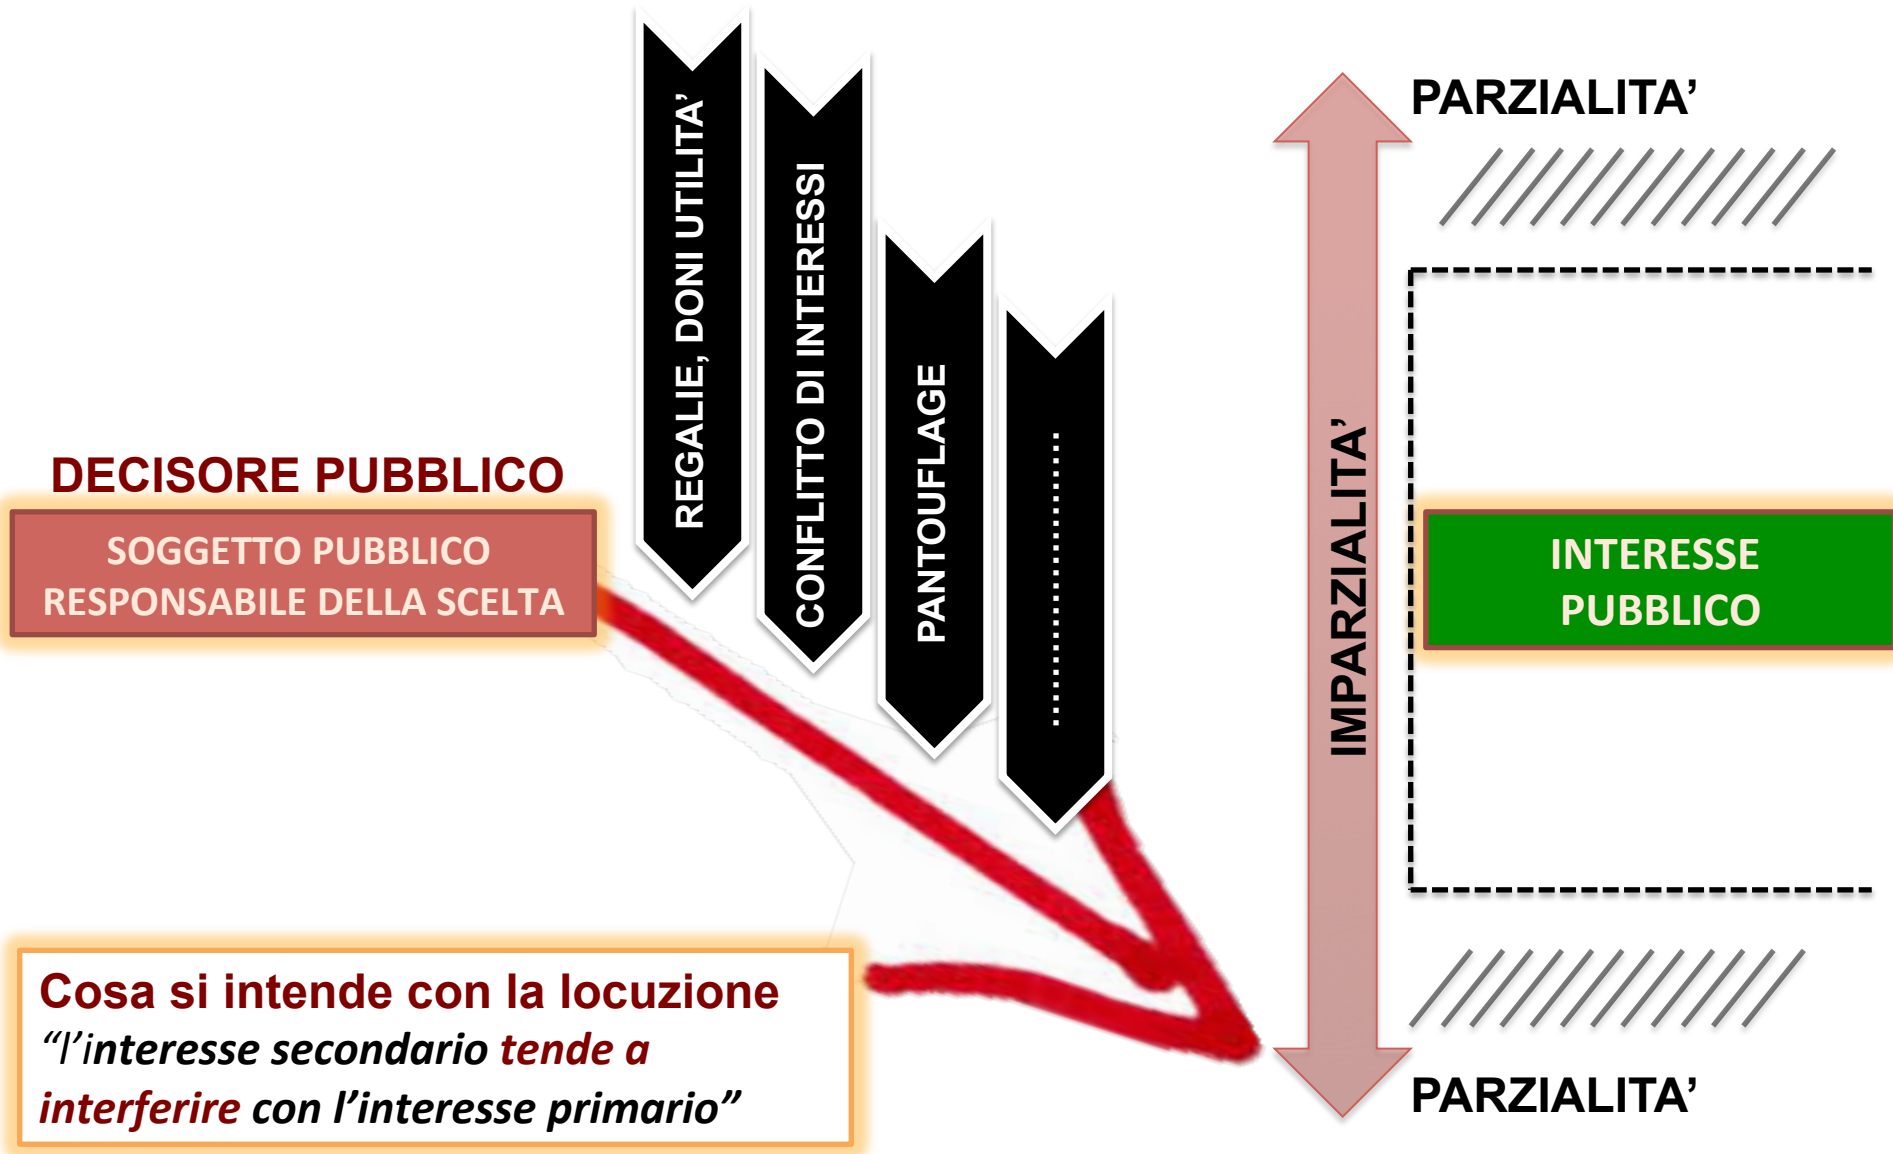 REGALIE, DONI UTILITA’
CONFLITTO DI INTERESSI
PANTOUFLAGE
........................
DECISORE PUBBLICO
SOGGETTO PUBBLICO
RESPONSABILE DELLA SCELTA
IMPARZIALITA’
PARZIALITA’
INTERESSE
PUBBLICO
PARZIALITA’
Cosa si intende con la locuzione
“l’interesse secondario tende a
interferire con l’interesse primario”